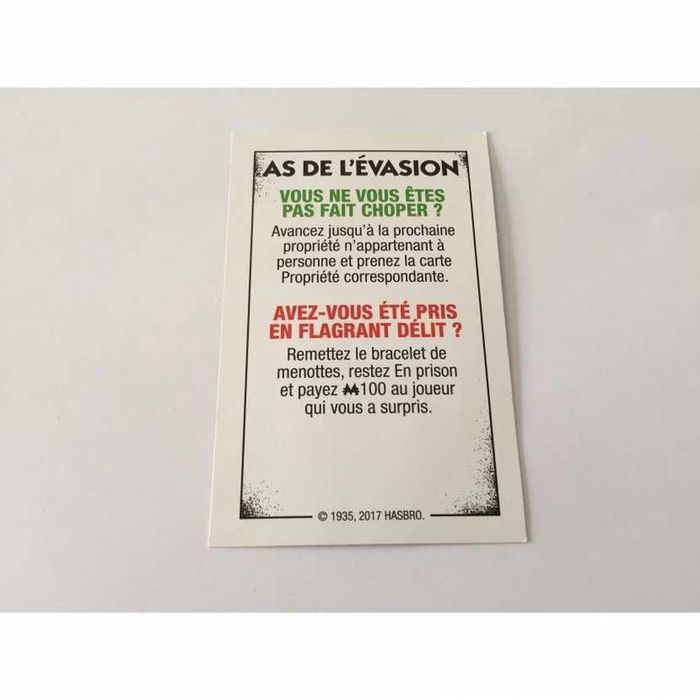 AS DE L'ÉVASION
VOUS NE VOUS ÊTES
PAS FAIT CHOPER ?
Avancez jusqu'à la prochaine
propriété n'appartenant à
personne et prenez la carte
Propriété correspondante.
AVEZ-VOUS ÉTÉ PRIS
EN FLAGRANT DÉLIT ?
Remettez le bracelet de
menottes, restez En prison
et payez ₩100 au joueur
qui vous a surpris.
© 1935, 2017 HASBRO.